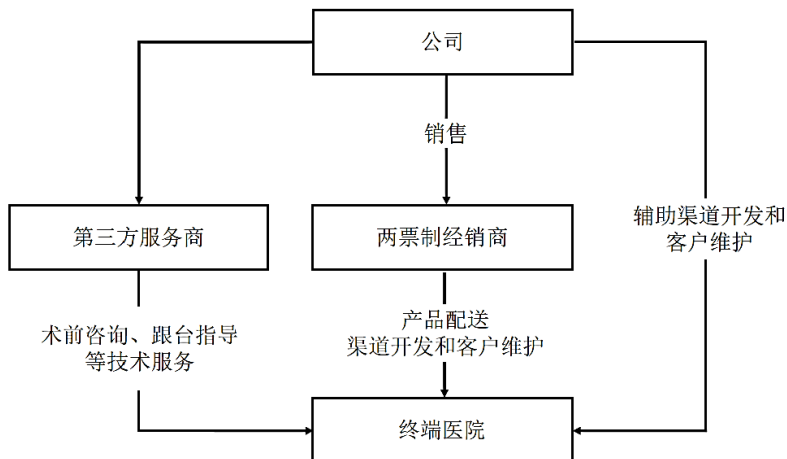 公司
销售
第三方服务商
两票制经销商
辅助渠道开发和
客户维护
术前咨询、跟台指导
等技术服务
产品配送
渠道开发和客户维护
终端医院